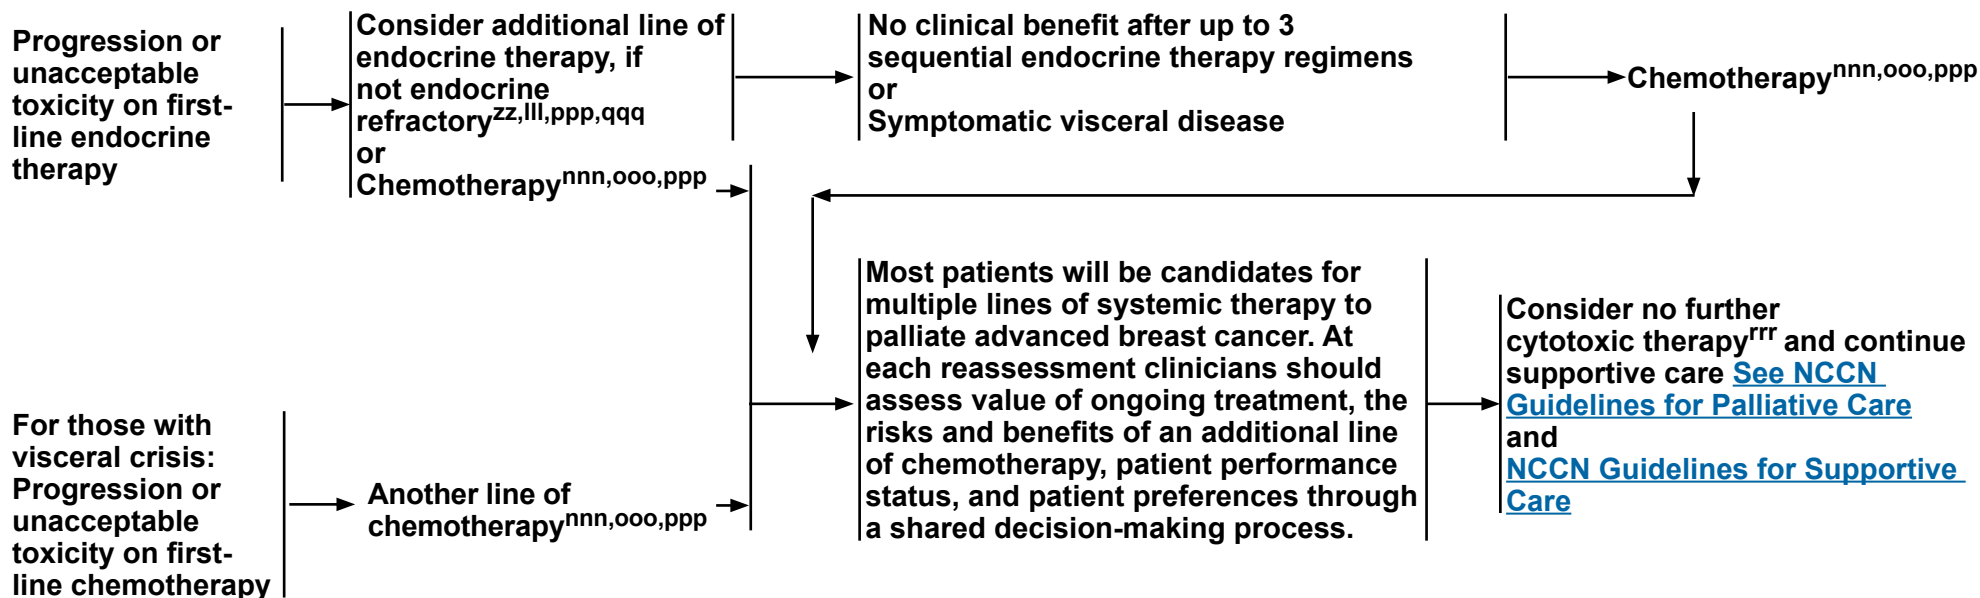 Progression or
unacceptable
toxicity on first-
line endocrine
therapy
Consider additional line of
endocrine therapy, if
not endocrine
refractoryzz,lll,ppp,qqq
or
Chemotherapynnn,ooo,ppp
No clinical benefit after up to 3
sequential endocrine therapy regimens
or
Symptomatic visceral disease
Chemotherapynnn,ooo,ppp
For those with
visceral crisis:
Progression or
unacceptable
toxicity on first-
line chemotherapy
Another line of
chemotherapynnn,ooo,ppp
Most patients will be candidates for
multiple lines of systemic therapy to
palliate advanced breast cancer. At
each reassessment clinicians should
assess value of ongoing treatment, the
risks and benefits of an additional line
of chemotherapy, patient performance
status, and patient preferences through
a shared decision-making process.
Consider no further
cytotoxic therapyrrr and continue
supportive care See NCCN
Guidelines for Palliative Care
and
NCCN Guidelines for Supportive
Care